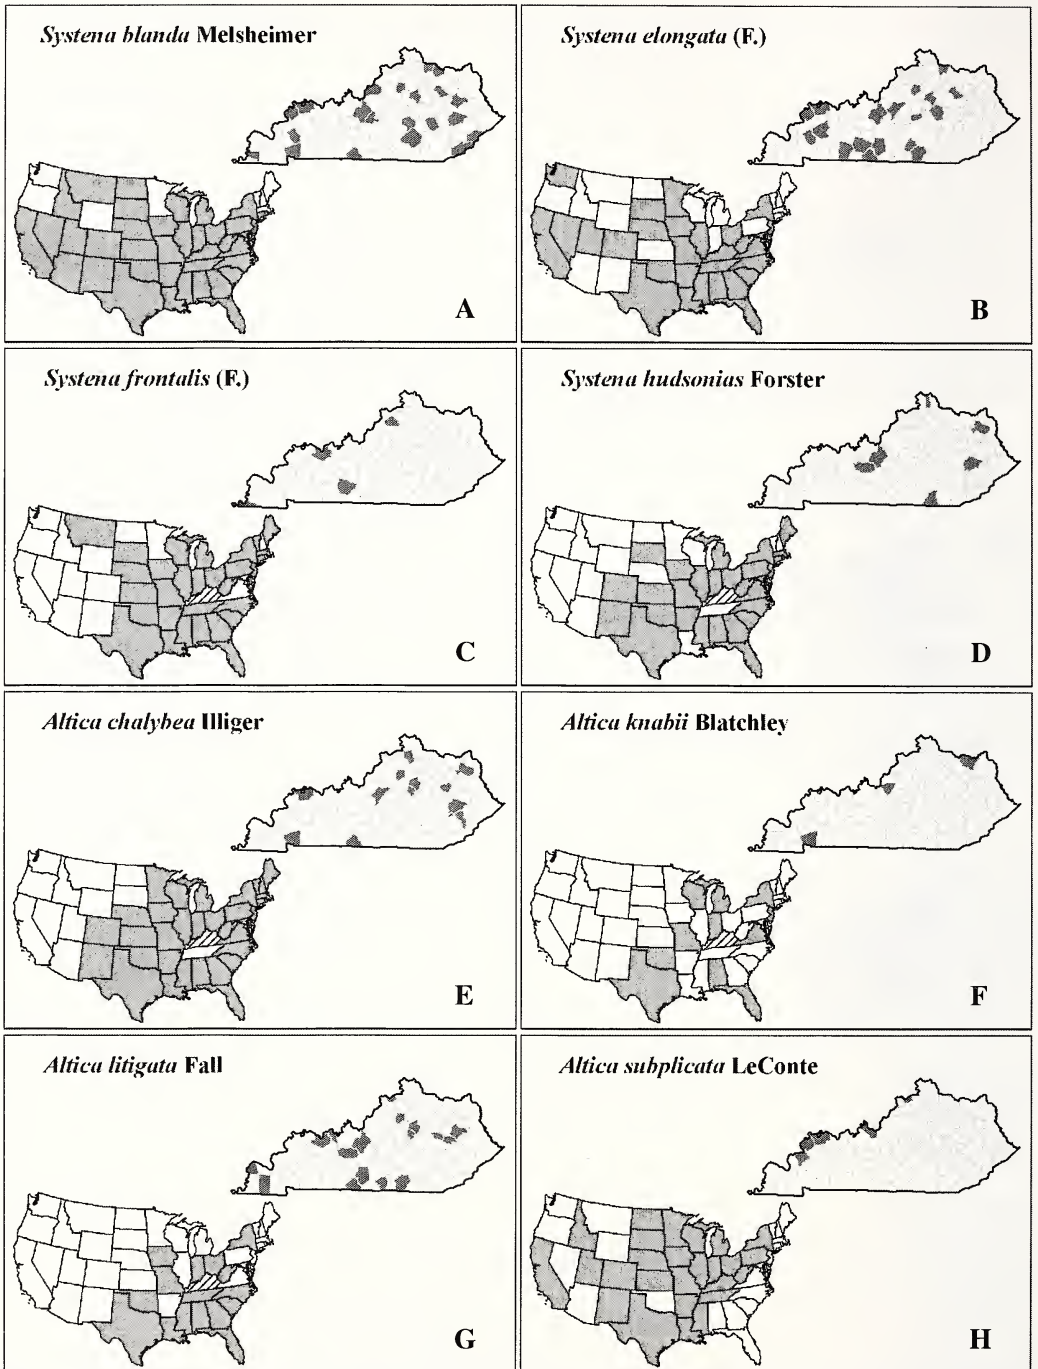 Systena blanda Melsheimer
A
Systena elongata (F.)
B
Systena frontalis (F.)
C
Systena hudsonias Forster
D
Altica chalybea Illiger
E
Altica knabii Blatchley
F
Altica litigata Fall
G
Altica subplicata LeConte
H